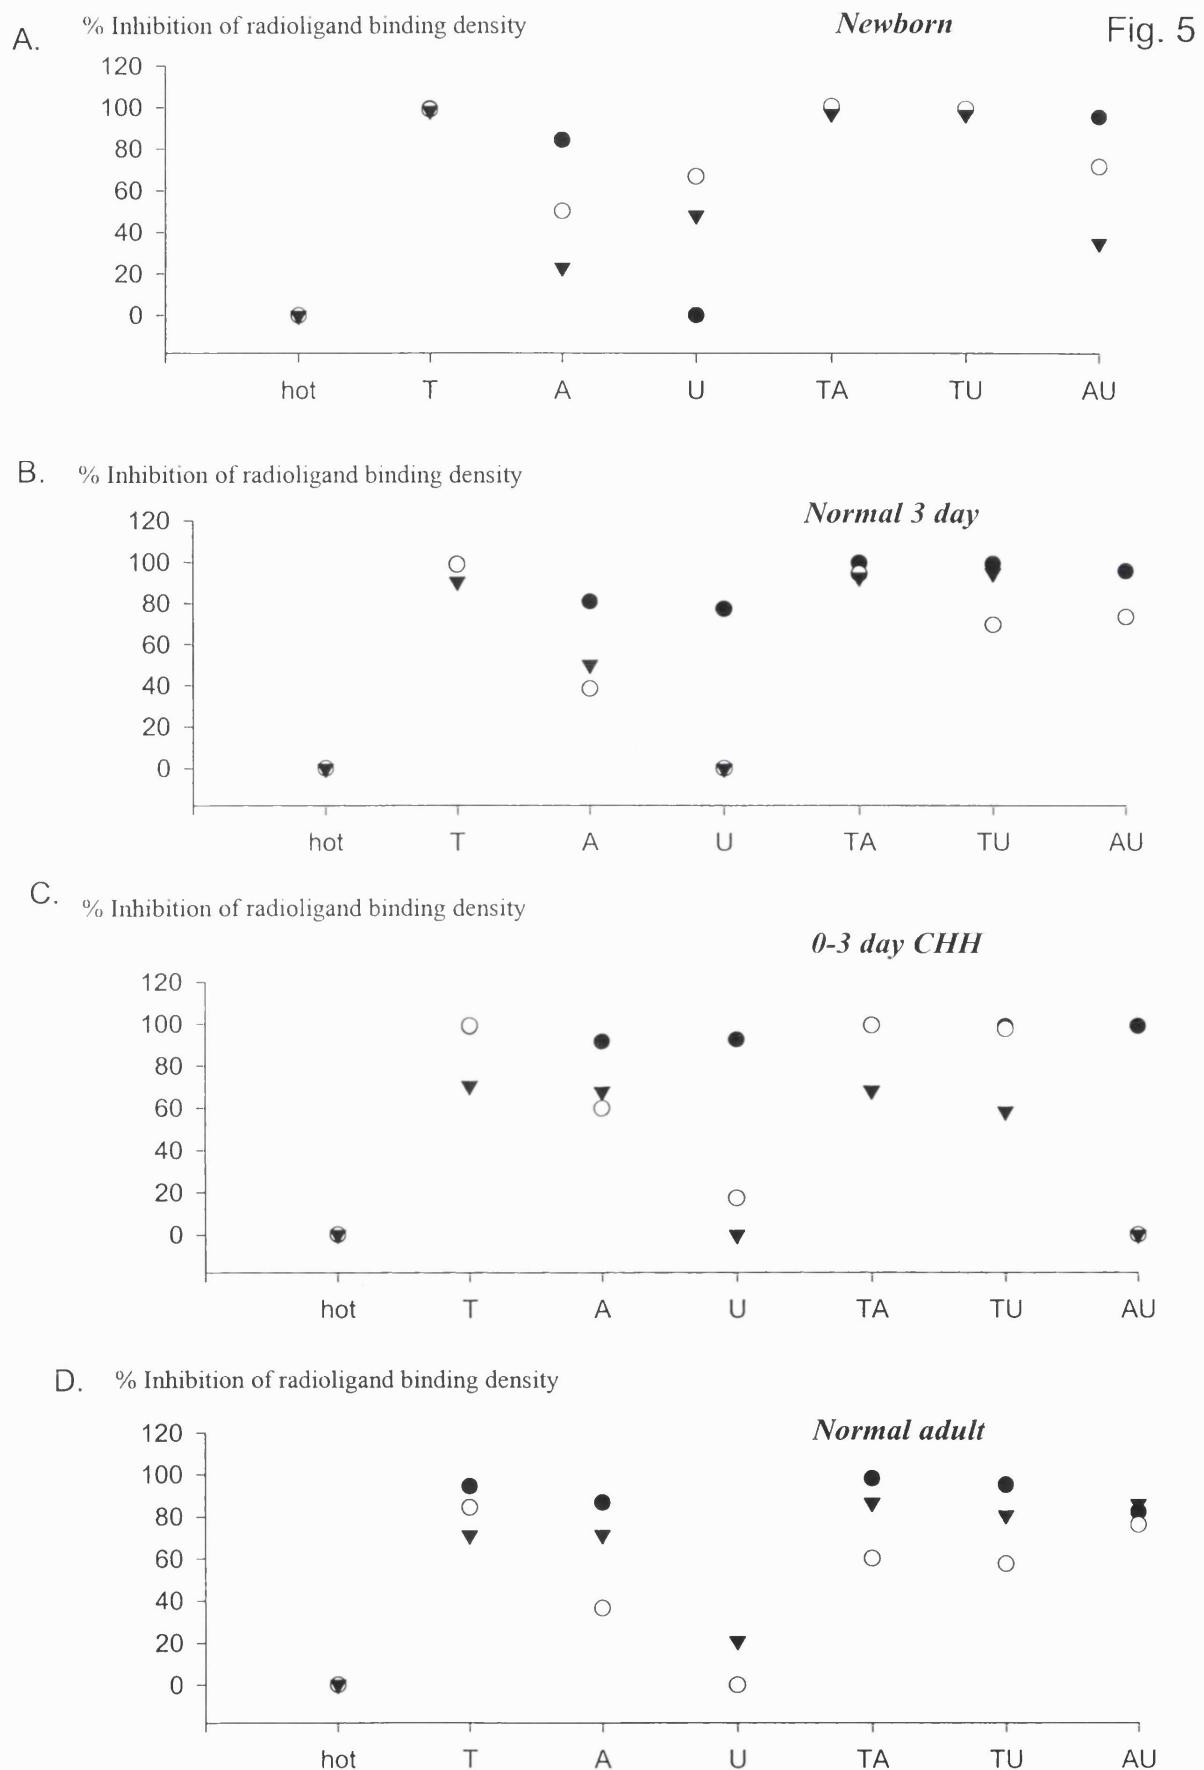 A. % Inhibition of radioligand binding density Newborn Fig. 5
120
100
80
60
40
20
0
hot T A U TA TU AU
B. % Inhibition of radioligand binding density
Normal 3 day
120
100
80
60
40
20
0
hot T A U TA TU AU
C. % Inhibition of radioligand binding density
0-3 day CHH
120
100
80
60
40
20
0
hot T A U TA TU AU
D. % Inhibition of radioligand binding density
Normal adult
120
100
80
60
40
20
0
hot T A U TA TU AU